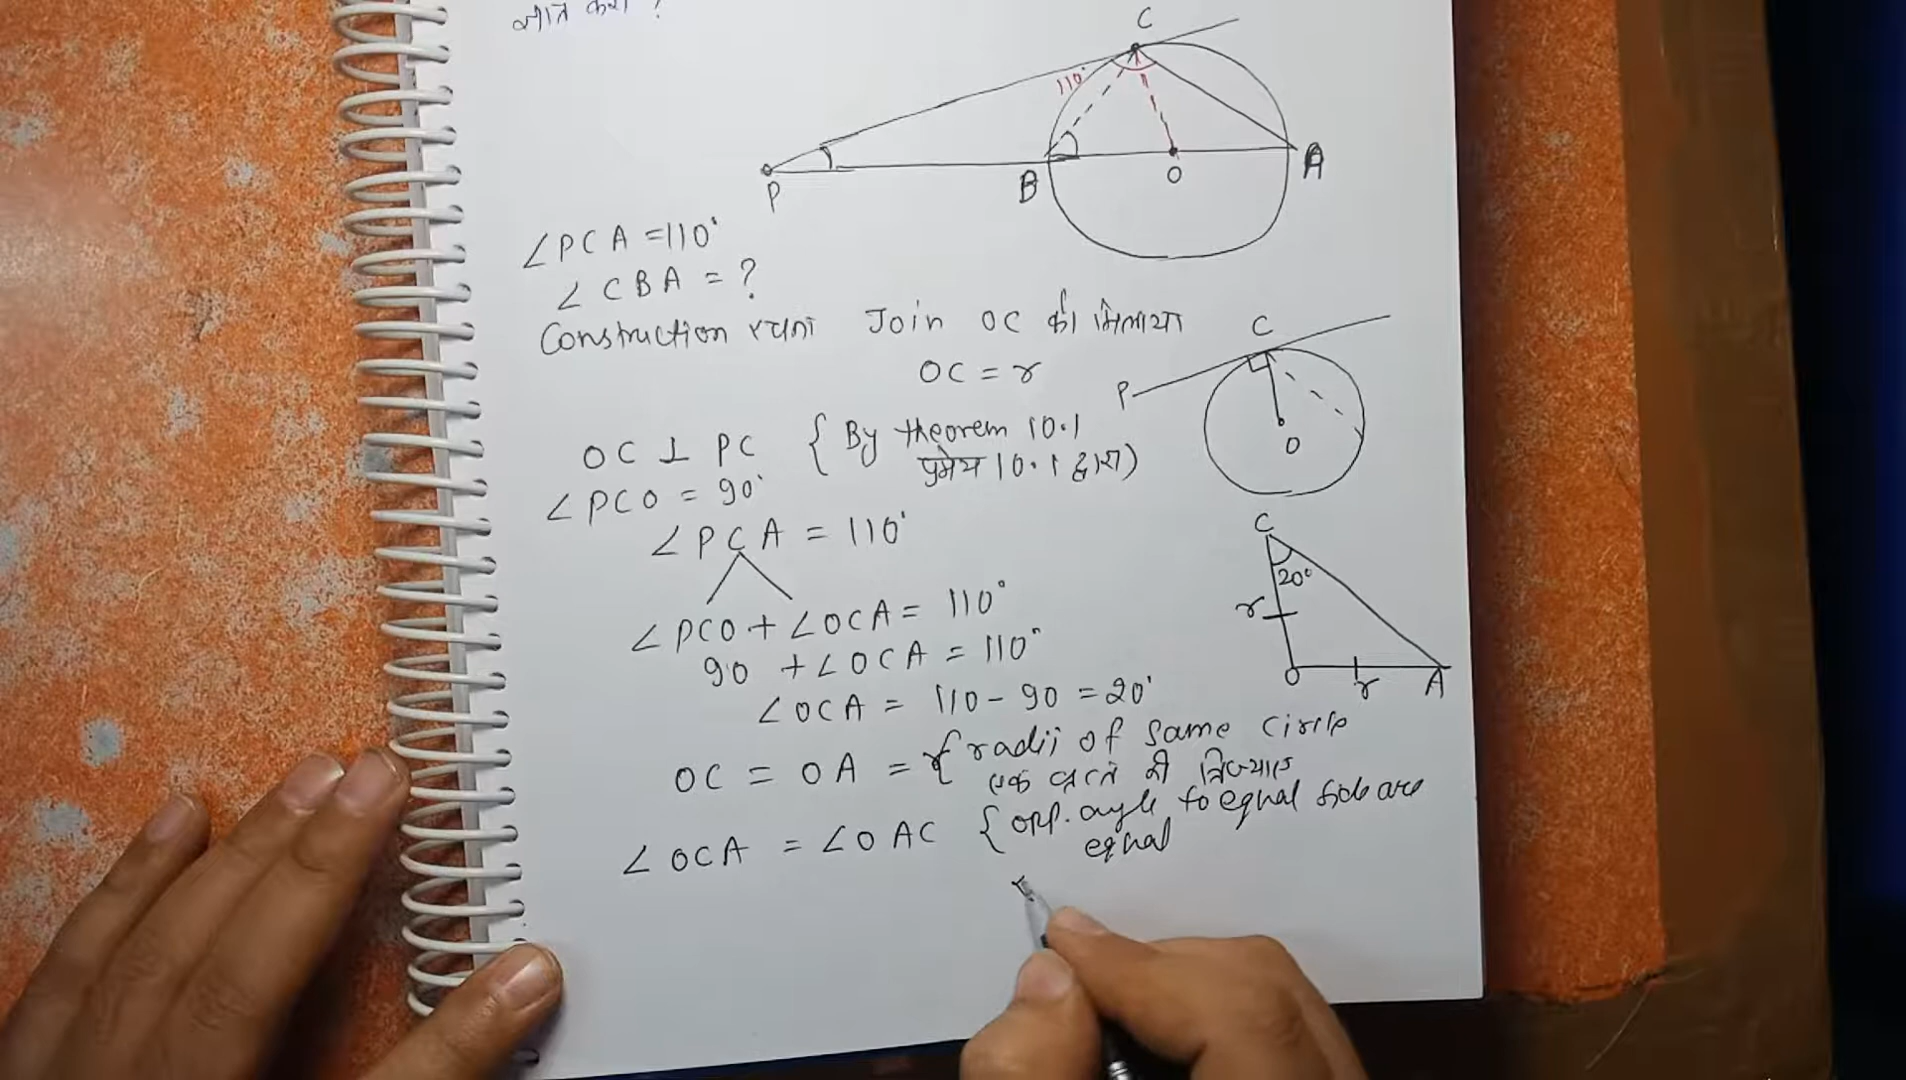 ज्ञात करो ?
C
110°
P
B
O
A
∠PCA =110°
∠ CBA = ?
Construction रचना Join OC को मिलाया
OC = r
C
P
O
OC ⊥ PC { By theorem 10.1
प्रमेय 10.1 द्वारा)
∠PCO = 90°
∠PCA = 110°
∠PCO + ∠OCA = 110°
90 + ∠OCA = 110°
∠OCA = 110 - 90 = 20°
C
20°
r
O
r
A
OC = OA = { radii of same circle
एक वृत्त की त्रिज्याएं
∠OCA = ∠OAC { opp. angle to equal side are
equal